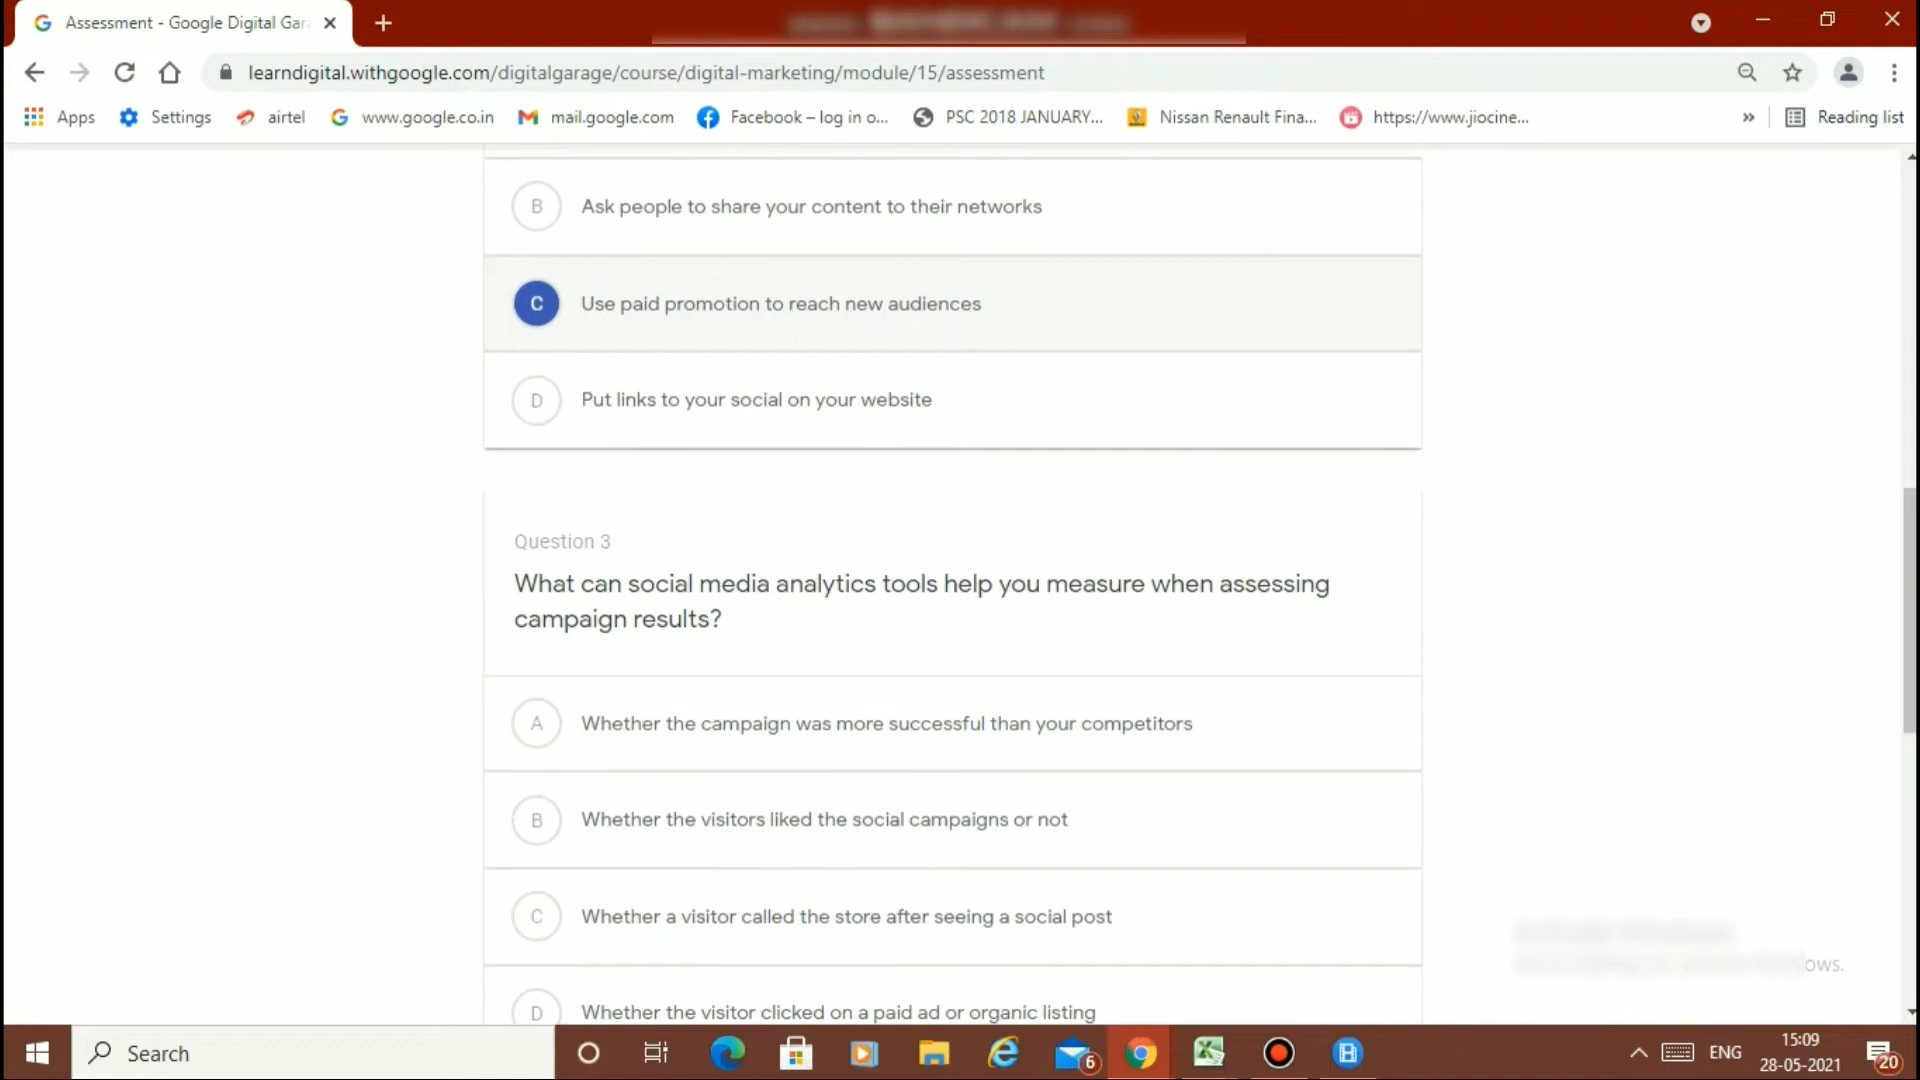 Assessment - Google Digital Gar
learndigital.withgoogle.com/digitalgarage/course/digital-marketing/module/15/assessment
Apps Settings airtel www.google.co.in mail.google.com Facebook – log in o... PSC 2018 JANUARY... Nissan Renault Fina... https://www.jiocine... » Reading list
B Ask people to share your content to their networks
C Use paid promotion to reach new audiences
D Put links to your social on your website
Question 3
What can social media analytics tools help you measure when assessing
campaign results?
A Whether the campaign was more successful than your competitors
B Whether the visitors liked the social campaigns or not
C Whether a visitor called the store after seeing a social post
ows.
D Whether the visitor clicked on a paid ad or organic listing
Search 6 ENG 15:09 20
28-05-2021